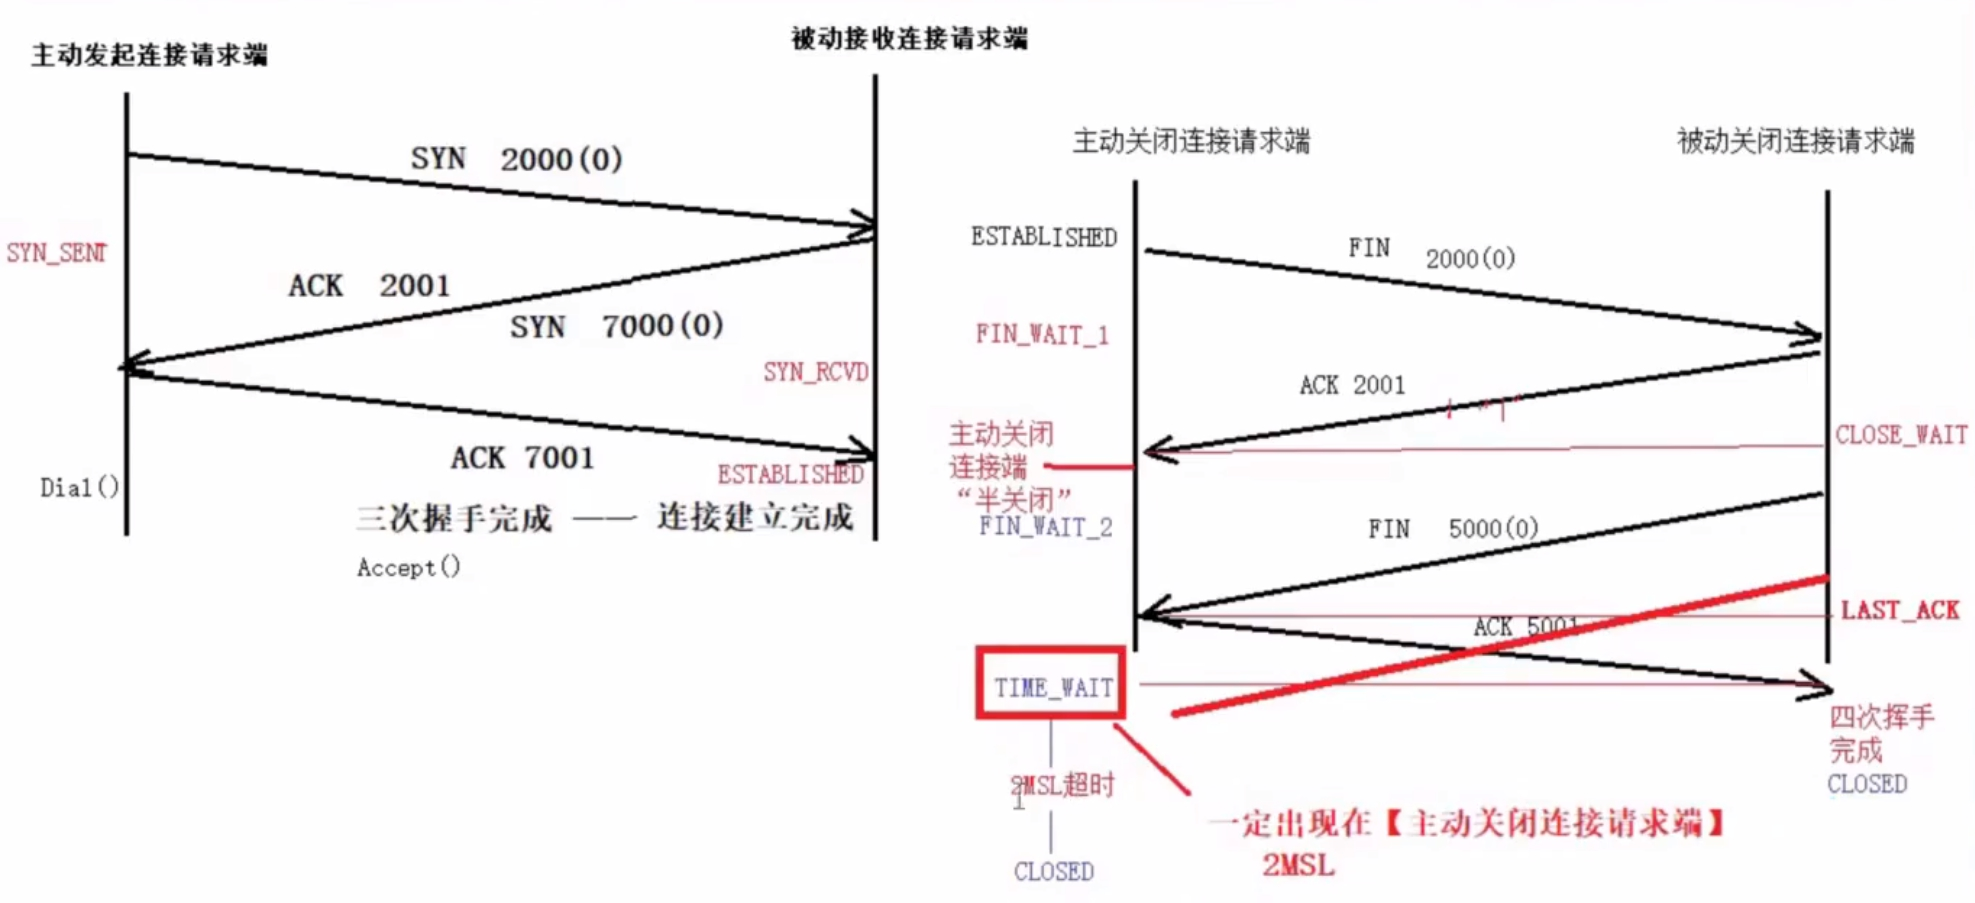 主动发起连接请求端
被动接收连接请求端
SYN 2000(0)
SYN_SENT
ACK 2001
SYN 7000(0)
SYN_RCVD
ACK 7001
ESTABLISHED
Dial()
三次握手完成 —— 连接建立完成
Accept()
主动关闭连接请求端
被动关闭连接请求端
ESTABLISHED
FIN 2000(0)
FIN_WAIT_1
ACK 2001
主动关闭
连接端
“半关闭”
CLOSE_WAIT
FIN_WAIT_2
FIN 5000(0)
LAST_ACK
ACK 5001
TIME_WAIT
四次挥手
完成
CLOSED
2MSL超时
1
一定出现在【主动关闭连接请求端】
2MSL
CLOSED